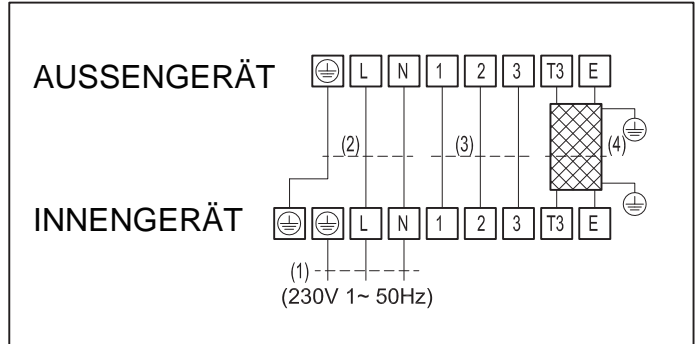 AUSSENGERÄT L N 1 2 3 T3 E
(2) (3) (4)
INNENGERÄT L N 1 2 3 T3 E
(1)
(230V 1~ 50Hz)